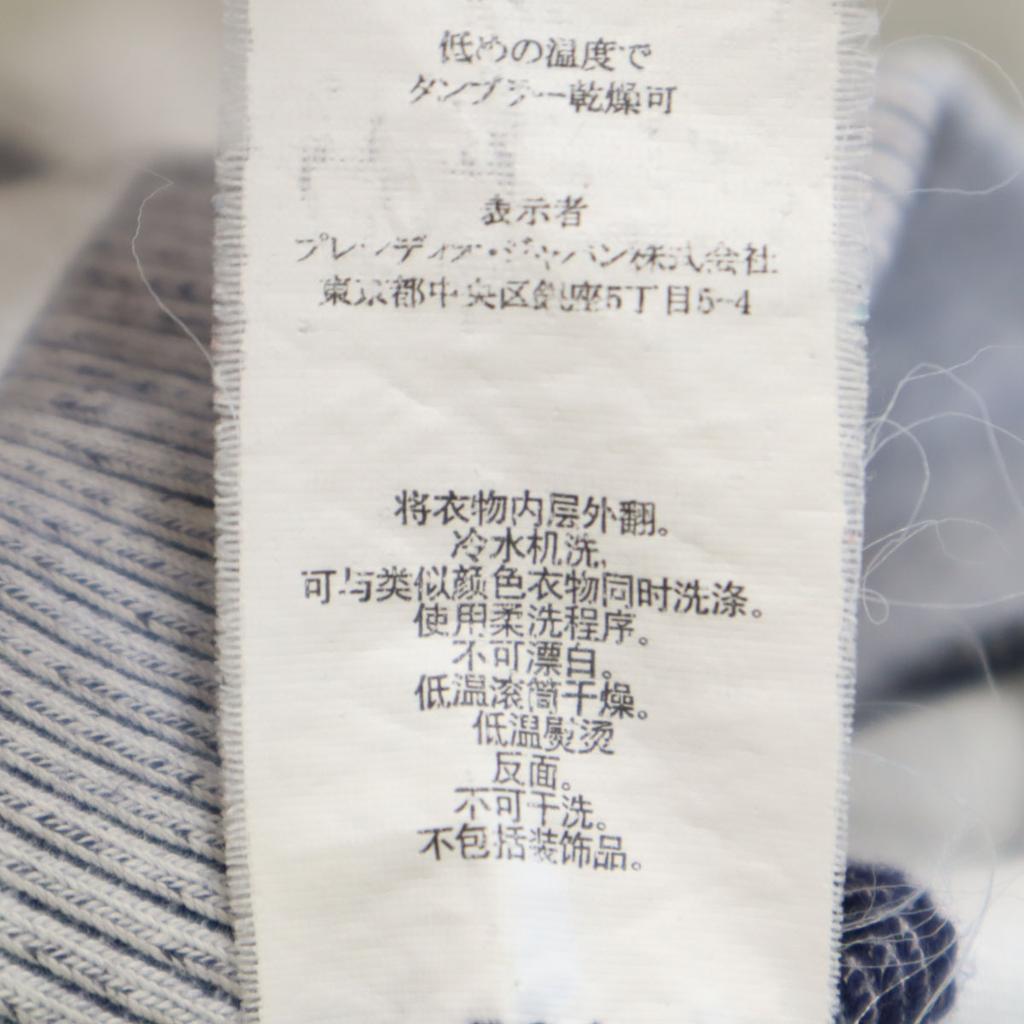 低めの温度で
タンブラー乾燥可
表示者
プレンディア・ジャパン株式会社
東京都中央区銀座5丁目5-4
将衣物内层外翻。
冷水机洗,
可与类似颜色衣物同时洗涤。
使用柔洗程序。
不可漂白。
低温滚筒干燥。
低温熨烫
反面。
不可干洗。
不包括装饰品。